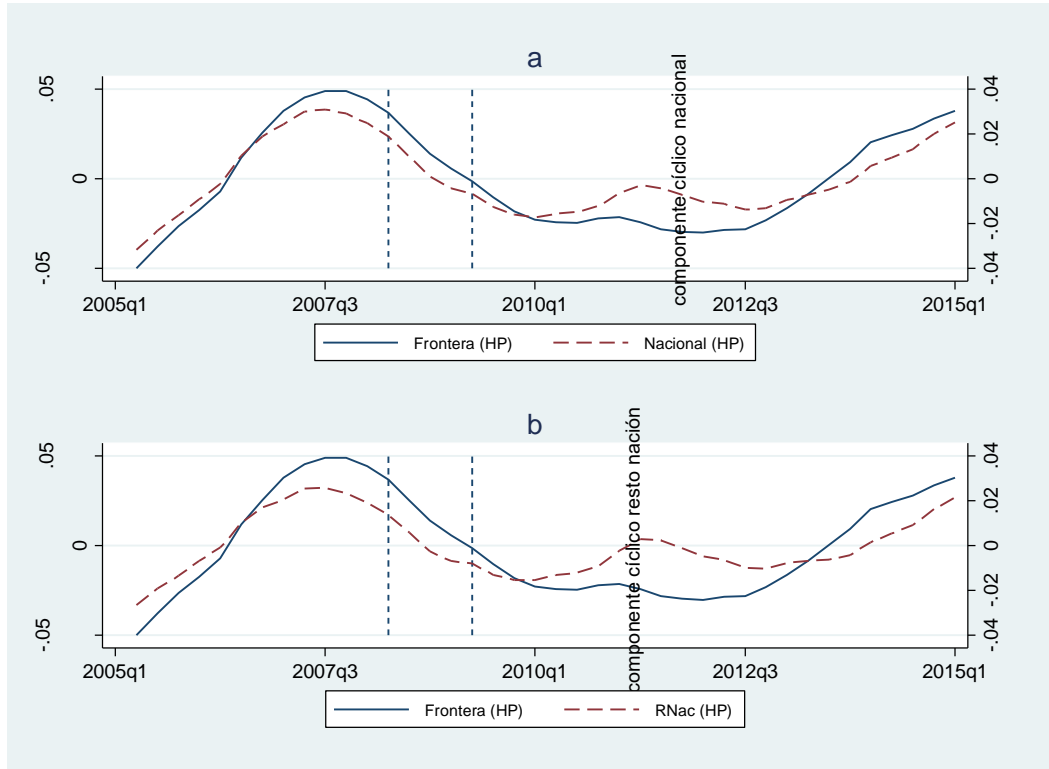 a
.05
0
-.05
.04
.02
0
-.02
-.04
componente cíclico nacional
2005q1 2007q3 2010q1 2012q3 2015q1
Frontera (HP) Nacional (HP)
b
.05
0
-.05
.04
.02
0
-.02
-.04
componente cíclico resto nación
2005q1 2007q3 2010q1 2012q3 2015q1
Frontera (HP) RNac (HP)